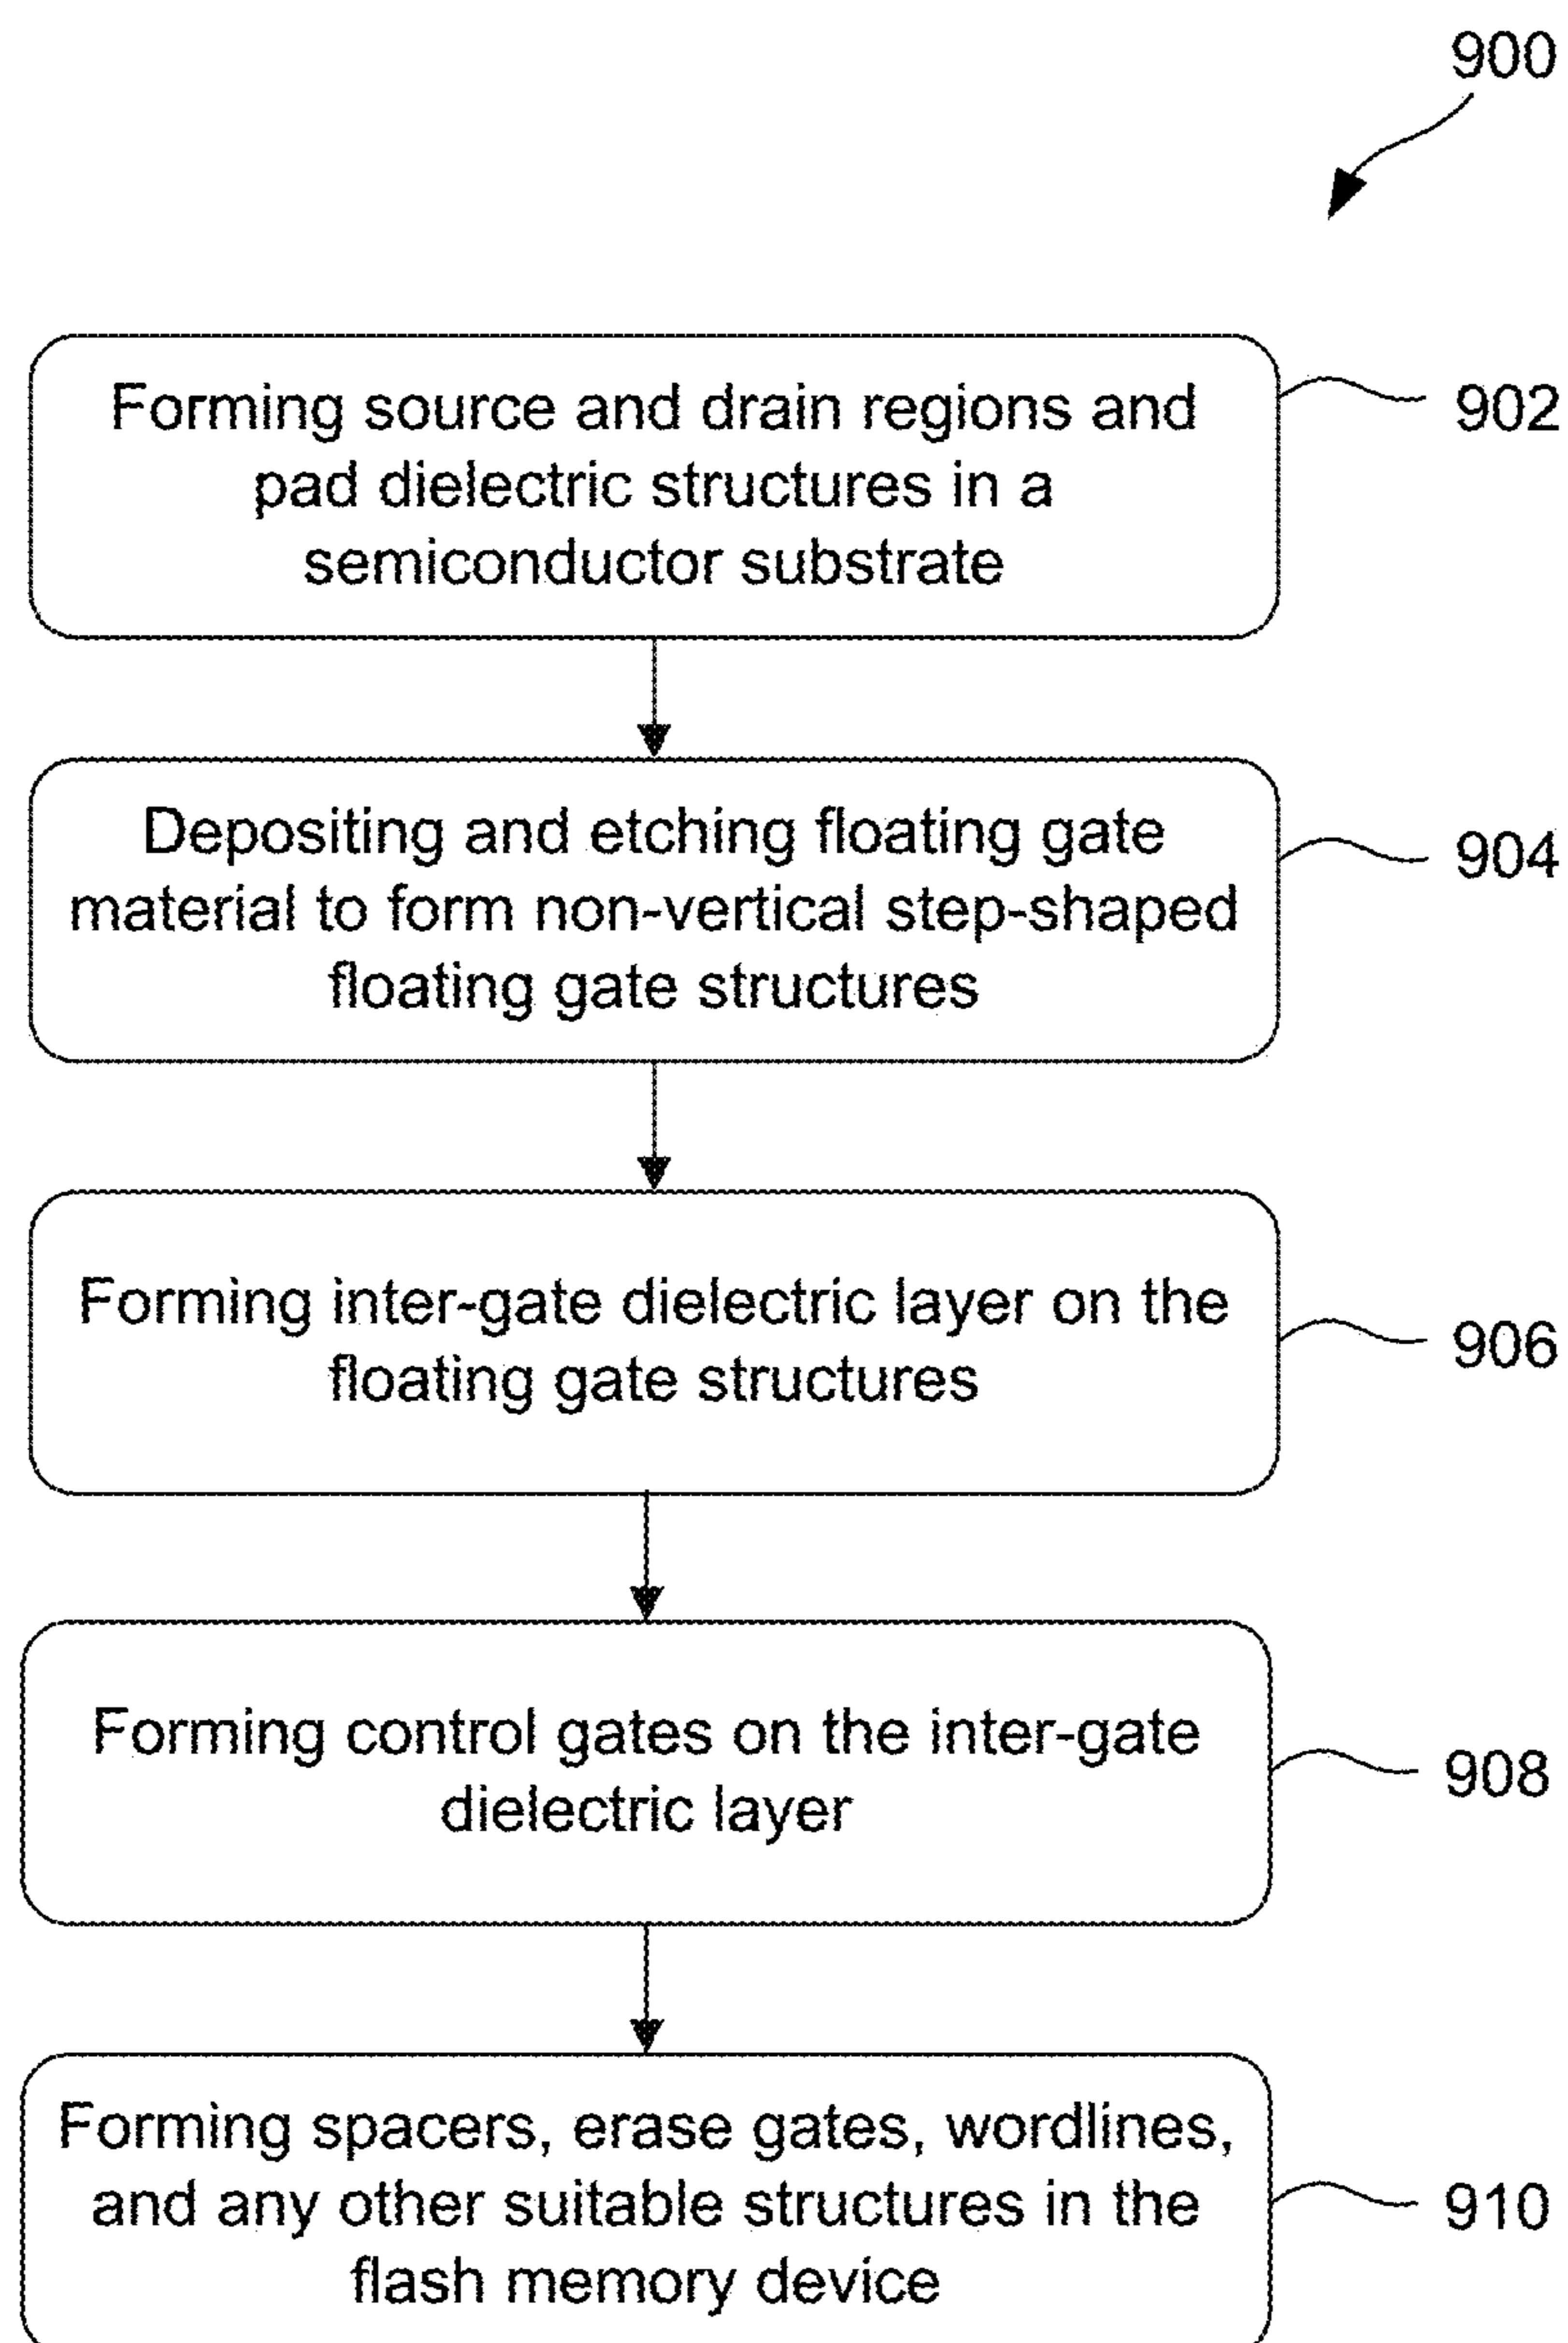 900
Forming source and drain regions and
pad dielectric structures in a
semiconductor substrate
902
Depositing and etching floating gate
material to form non-vertical step-shaped
floating gate structures
904
Forming inter-gate dielectric layer on the
floating gate structures
906
Forming control gates on the inter-gate
dielectric layer
908
Forming spacers, erase gates, wordlines,
and any other suitable structures in the
flash memory device
910